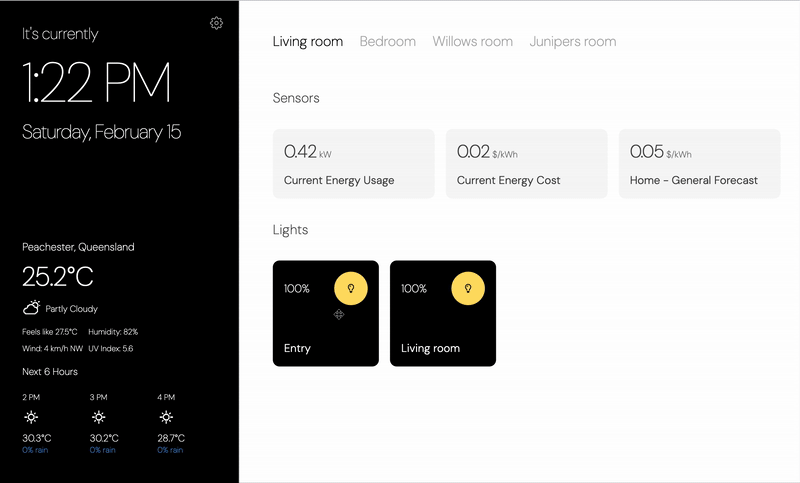 It's currently
1:22 PM
Saturday, February 15
Peachester, Queensland
25.2°C
Partly Cloudy
Feels like 27.5°C Humidity: 82%
Wind: 4 km/h NW UV Index: 5.6
Next 6 Hours
2 PM 3 PM 4 PM
30.3°C 30.2°C 28.7°C
0% rain 0% rain 0% rain
Living room Bedroom Willows room Junipers room
Sensors
0.42 kW
Current Energy Usage
0.02 $/kWh
Current Energy Cost
0.05 $/kWh
Home - General Forecast
Lights
100%
Entry
100%
Living room